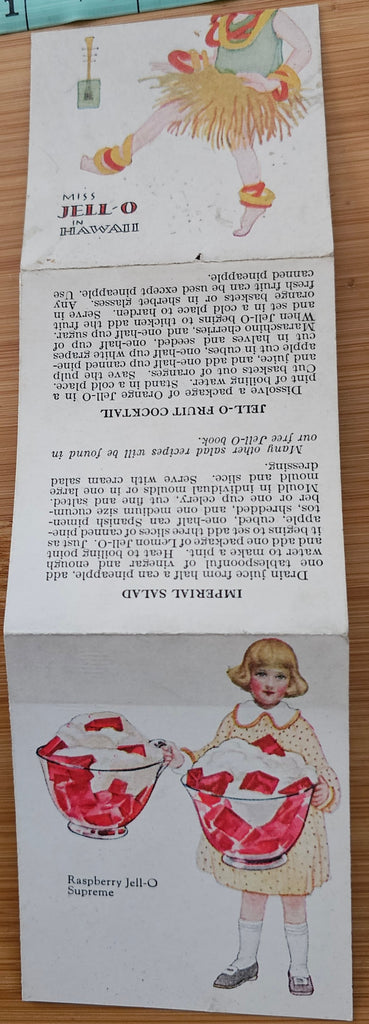 MISS
JELL-O
IN
HAWAII
IMPERIAL SALAD
Drain juice from half a can pineapple, add
one tablespoonful of vinegar and enough
water to make a pint. Heat to boiling point
and add one package of Lemon Jell-O. Just as
it begins to set add three slices of canned pine-
apple, cubed, one-half can Spanish pimen-
tos, shredded, and one medium size cucum-
ber or one cup celery, cut fine and salted.
Mould in individual moulds or in one large
mould and slice. Serve with cream salad
dressing.
Many other salad recipes will be found in
our free Jell-O book.
JELL-O FRUIT COCKTAIL
Dissolve a package of Orange Jell-O in a
pint of boiling water. Stand in a cold place.
Cut baskets out of oranges. Save the pulp
and juice, and add one-half cup canned pine-
apple cut in cubes, one-half cup white grapes
cut in halves and seeded, one-half cup of
Maraschino cherries, and one-half cup sugar.
When Jell-O begins to thicken add the fruit
and set in a cold place to harden. Serve in
orange baskets or in sherbet glasses. Any
fresh fruit can be used except pineapple. Use
canned pineapple.
Raspberry Jell-O
Supreme